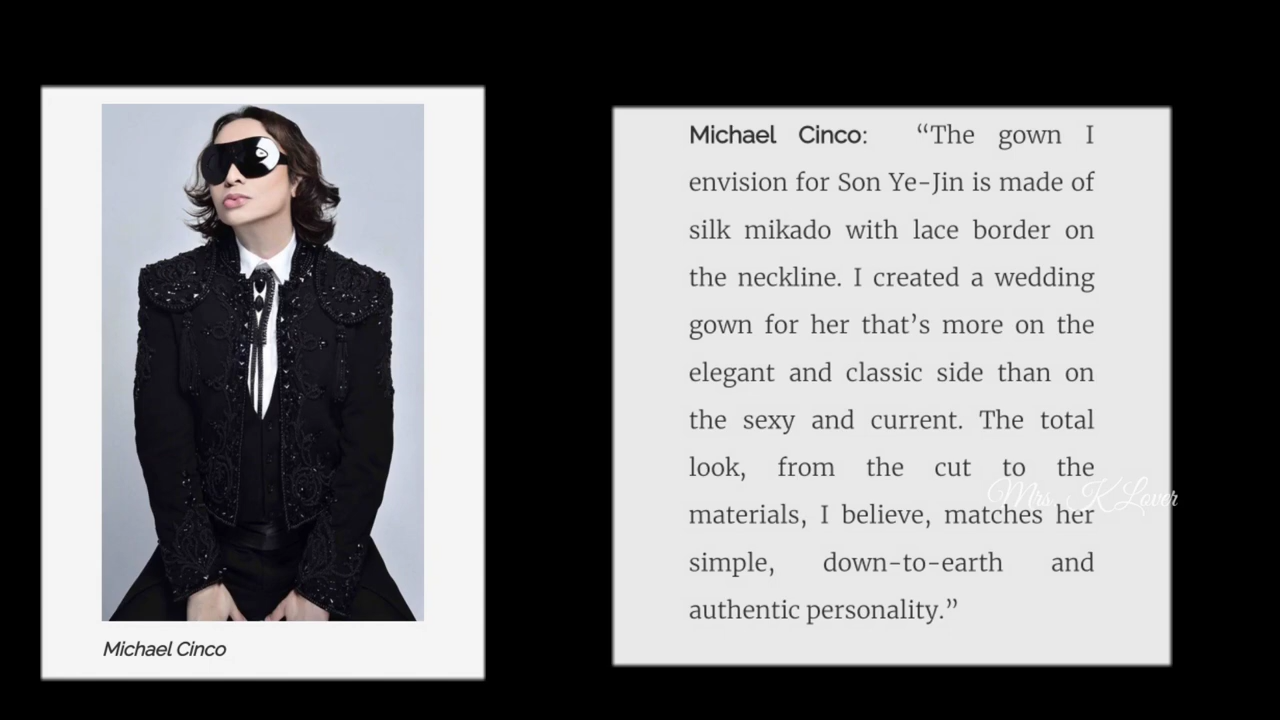 Michael Cinco
Michael Cinco: “The gown I
envision for Son Ye-Jin is made of
silk mikado with lace border on
the neckline. I created a wedding
gown for her that’s more on the
elegant and classic side than on
the sexy and current. The total
look, from the cut to the
materials, I believe, matches her
simple, down-to-earth and
authentic personality.”
Mrs. KLover